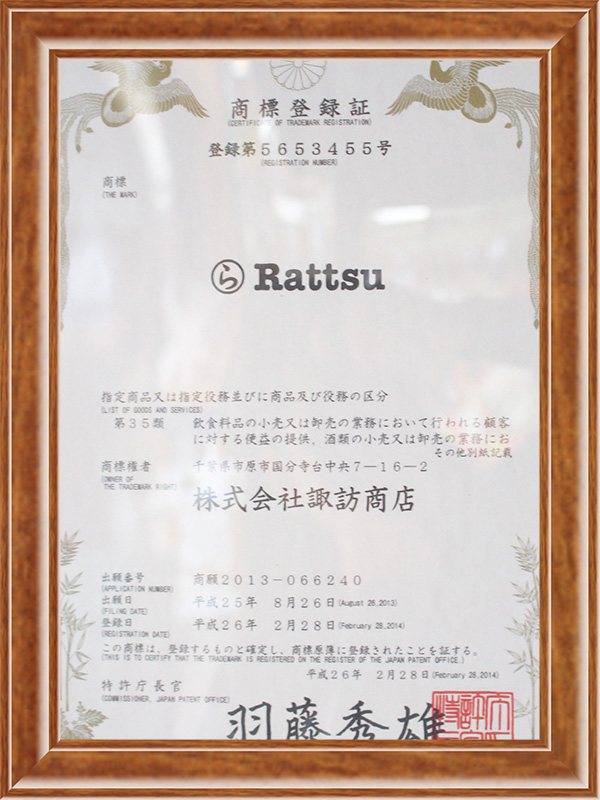 商標登録証
(CERTIFICATE OF TRADEMARK REGISTRATION)
登録第5653455号
(REGISTRATION NUMBER)
商標
(THE MARK)
ら Rattsu
指定商品又は指定役務並びに商品及び役務の区分
(LIST OF GOODS AND SERVICES)
第35類 飲食料品の小売又は卸売の業務において行われる顧客
に対する便益の提供，酒類の小売又は卸売の業務にお
その他別紙記載
商標権者 千葉県市原市国分寺台中央7－16－2
(OWNER OF
THE TRADEMARK RIGHT)
株式会社諏訪商店
出願番号 商願2013－066240
(APPLICATION NUMBER)
出願日 平成25年 8月26日(August 26,2013)
(FILING DATE)
登録日 平成26年 2月28日(February 28,2014)
(REGISTRATION DATE)
この商標は、登録するものと確定し、商標原簿に登録されたことを証する。
(THIS IS TO CERTIFY THAT THE TRADEMARK IS REGISTERED ON THE REGISTER OF THE JAPAN PATENT OFFICE.)
平成26年 2月28日(February 28,2014)
特許庁長官
(COMMISSIONER, JAPAN PATENT OFFICE)
羽藤秀雄